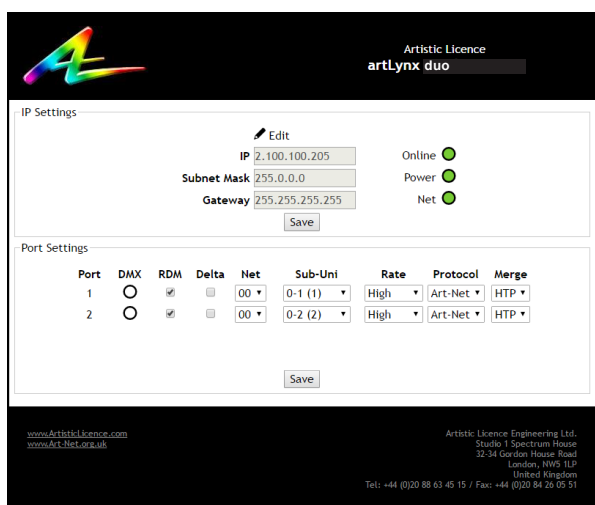 Artistic Licence
artLynx duo
IP Settings
Edit
IP 2.100.100.205 Online
Subnet Mask 255.0.0.0 Power
Gateway 255.255.255.255 Net
Save
Port Settings
Port DMX RDM Delta Net Sub-Uni Rate Protocol Merge
1 00 0-1 (1) High Art-Net HTP
2 00 0-2 (2) High Art-Net HTP
Save
www.ArtisticLicence.com Artistic Licence Engineering Ltd.
www.Art-Net.org.uk Studio 1 Spectrum House
32-34 Gordon House Road
London, NW5 1LP
United Kingdom
Tel: +44 (0)20 88 63 45 15 / Fax: +44 (0)20 84 26 05 51